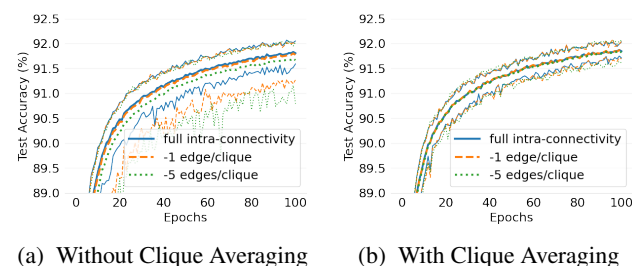 92.5
92.0
91.5
91.0
90.5
90.0
89.5
89.0
Test Accuracy (%)
full intra-connectivity
-1 edge/clique
-5 edges/clique
0 20 40 60 80 100
Epochs
(a) Without Clique Averaging
92.5
92.0
91.5
91.0
90.5
90.0
89.5
89.0
Test Accuracy (%)
full intra-connectivity
-1 edge/clique
-5 edges/clique
0 20 40 60 80 100
Epochs
(b) With Clique Averaging